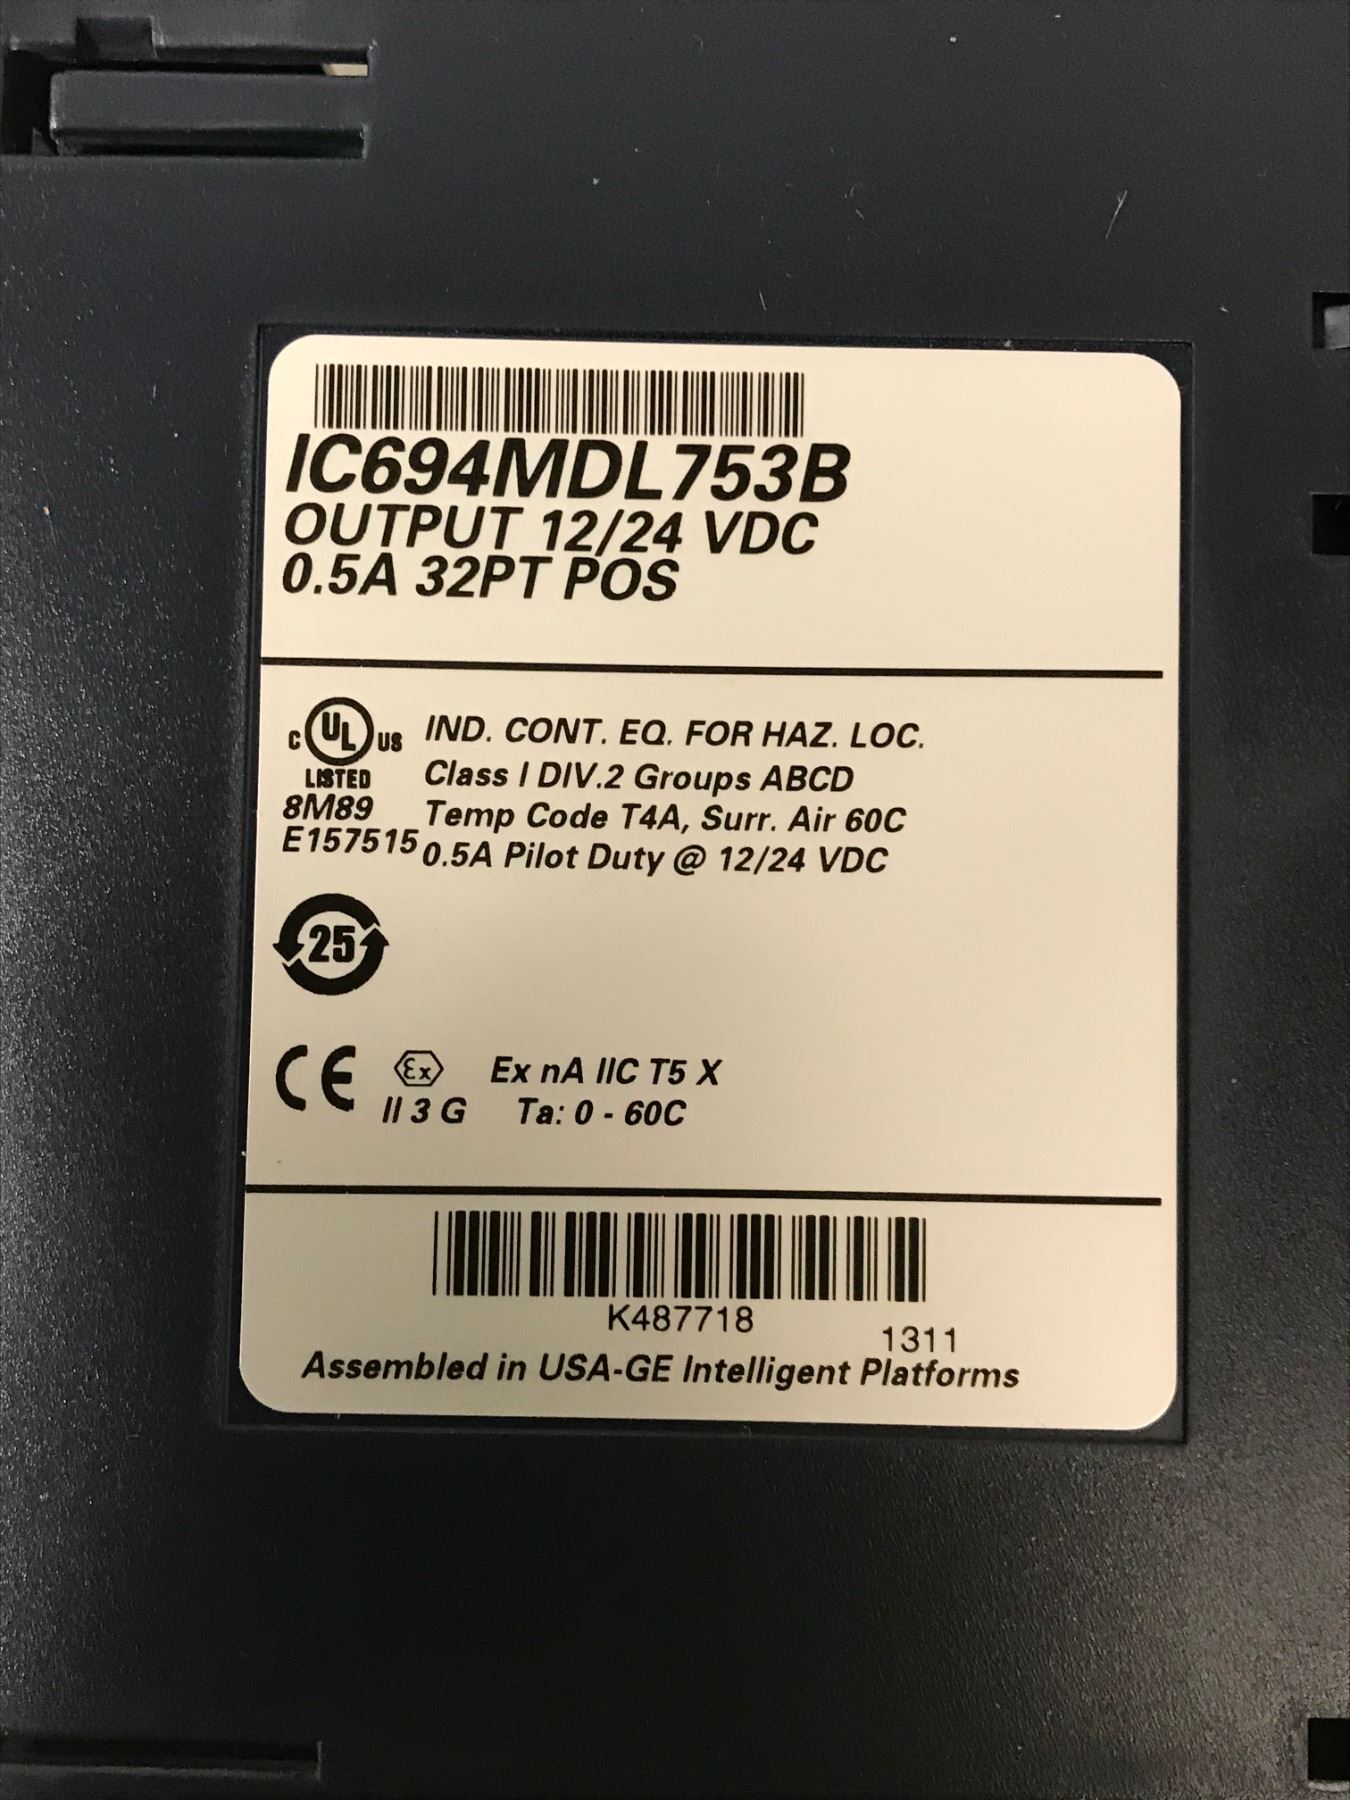 IC694MDL753B
OUTPUT 12/24 VDC
0.5A 32PT POS
C UL US IND. CONT. EQ. FOR HAZ. LOC.
LISTED Class I DIV.2 Groups ABCD
8M89 Temp Code T4A, Surr. Air 60C
E157515 0.5A Pilot Duty @ 12/24 VDC
25
CE Ex Ex nA IIC T5 X
II 3 G Ta: 0 - 60C
K487718
1311
Assembled in USA-GE Intelligent Platforms